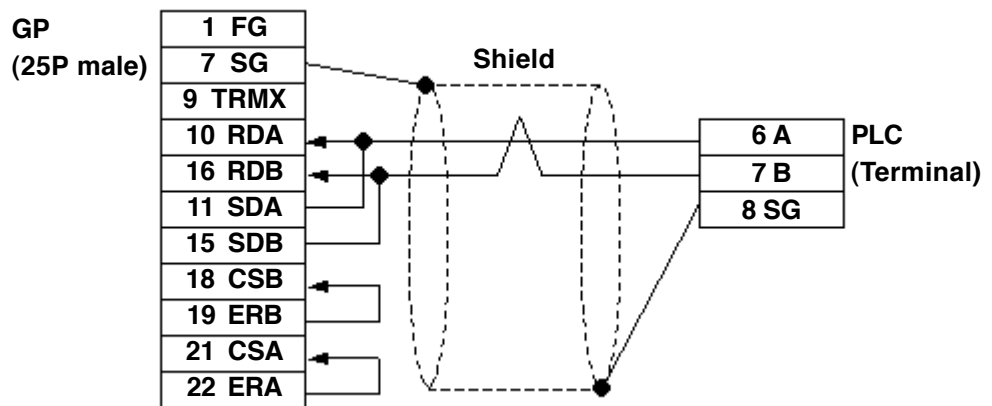 GP
(25P male)
1 FG
7 SG
9 TRMX
10 RDA
16 RDB
11 SDA
15 SDB
18 CSB
19 ERB
21 CSA
22 ERA
Shield
6 A
7 B
8 SG
PLC
(Terminal)